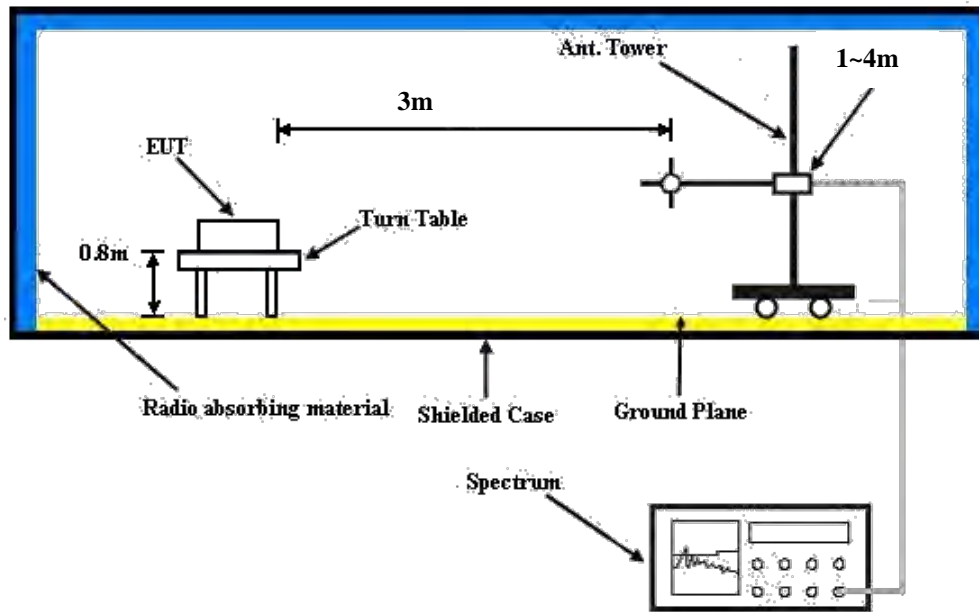 Ant. Tower
1~4m
3m
EUT
Turn Table
0.8m
Radio absorbing material
Shielded Case
Ground Plane
Spectrum